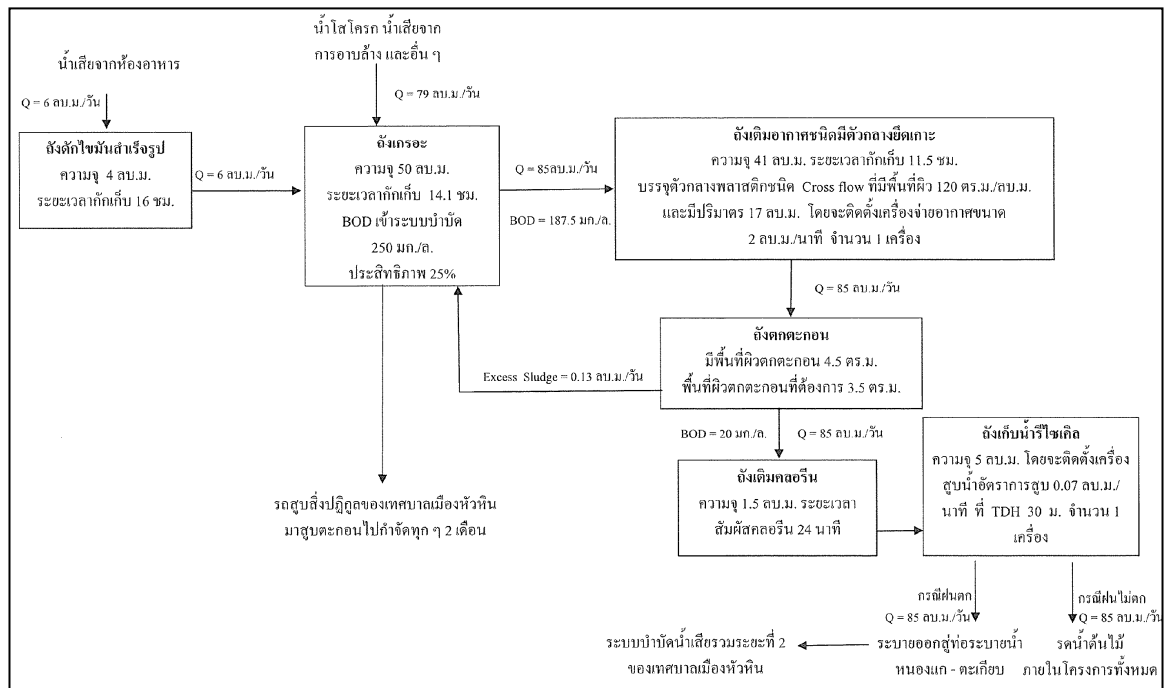 น้ำโสโครก น้ำเสียจาก
การอาบล้าง และอื่น ๆ
น้ำเสียจากห้องอาหาร
Q = 6 ลบ.ม./วัน
Q = 79 ลบ.ม./วัน
ถังดักไขมันสำเร็จรูป
ความจุ 4 ลบ.ม.
ระยะเวลากักเก็บ 16 ชม.
Q = 6 ลบ.ม./วัน
ถังเกรอะ
ความจุ 50 ลบ.ม.
ระยะเวลากักเก็บ 14.1 ชม.
BOD เข้าระบบบำบัด
250 มก./ล.
ประสิทธิภาพ 25%
Q = 85ลบ.ม./วัน
BOD = 187.5 มก./ล.
ถังเติมอากาศชนิดมีตัวกลางยึดเกาะ
ความจุ 41 ลบ.ม. ระยะเวลากักเก็บ 11.5 ชม.
บรรจุตัวกลางพลาสติกชนิด Cross flow ที่มีพื้นที่ผิว 120 ตร.ม./ลบ.ม.
และมีปริมาตร 17 ลบ.ม. โดยจะติดตั้งเครื่องจ่ายอากาศขนาด
2 ลบ.ม./นาที จำนวน 1 เครื่อง
Q = 85 ลบ.ม./วัน
ถังตกตะกอน
มีพื้นที่ผิวตกตะกอน 4.5 ตร.ม.
พื้นที่ผิวตกตะกอนที่ต้องการ 3.5 ตร.ม.
Excess Sludge = 0.13 ลบ.ม./วัน
BOD = 20 มก./ล.
Q = 85 ลบ.ม./วัน
ถังเติมคลอรีน
ความจุ 1.5 ลบ.ม. ระยะเวลา
สัมผัสคลอรีน 24 นาที
ถังเก็บน้ำรีไซเคิล
ความจุ 5 ลบ.ม. โดยจะติดตั้งเครื่อง
สูบน้ำอัตราการสูบ 0.07 ลบ.ม./
นาที ที่ TDH 30 ม. จำนวน 1
เครื่อง
รถสูบสิ่งปฏิกูลของเทศบาลเมืองหัวหิน
มาสูบตะกอนไปกำจัดทุก ๆ 2 เดือน
กรณีฝนตก
Q = 85 ลบ.ม./วัน
กรณีฝนไม่ตก
Q = 85 ลบ.ม./วัน
ระบบบำบัดน้ำเสียรวมระยะที่ 2
ของเทศบาลเมืองหัวหิน
ระบายออกสู่ท่อระบายน้ำ
หนองแก - ตะเกียบ
รดน้ำต้นไม้
ภายในโครงการทั้งหมด